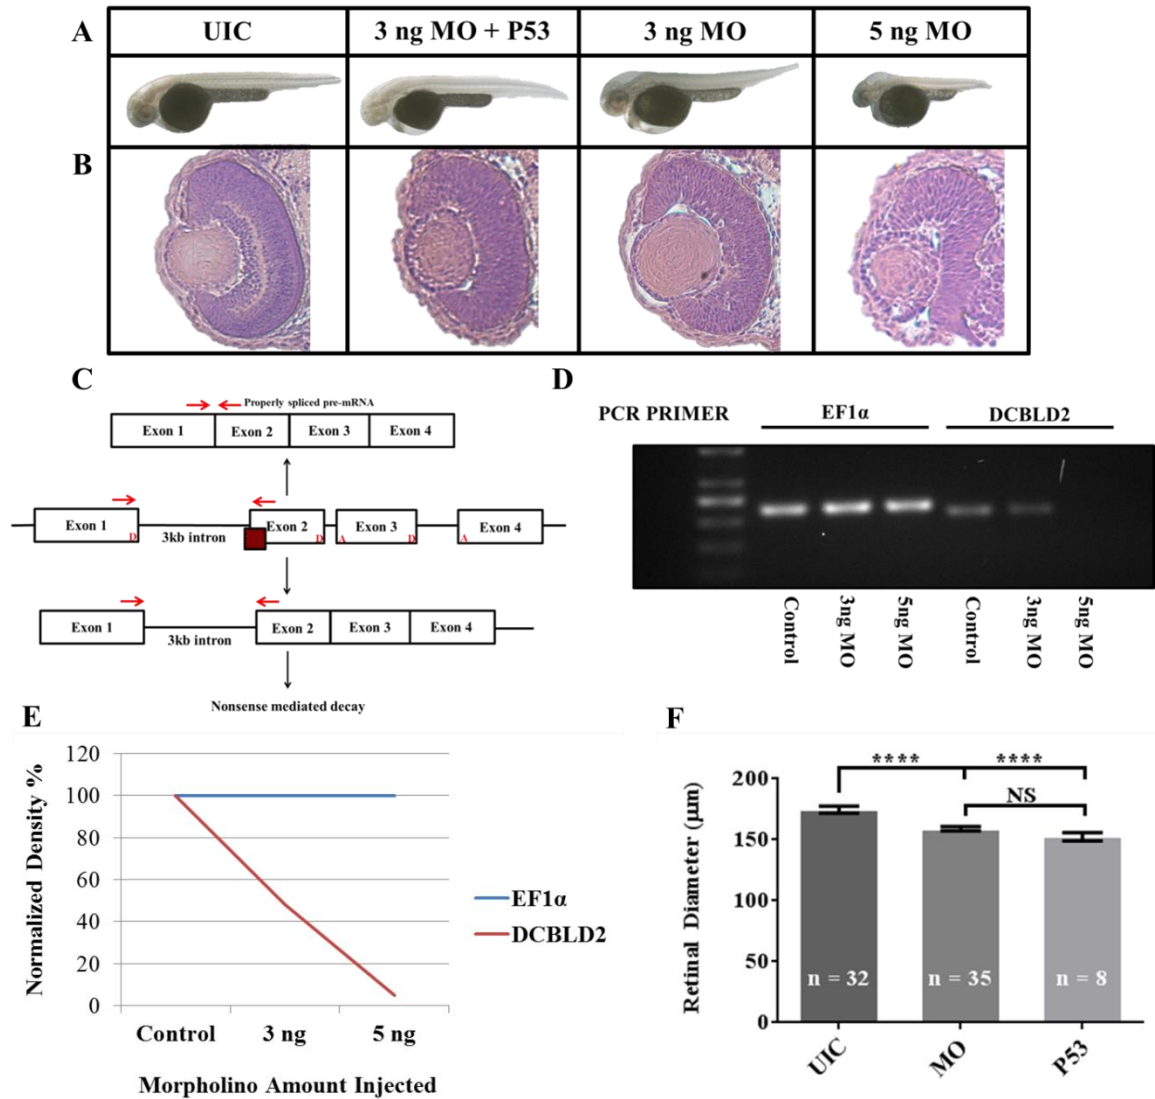 A
UIC
3 ng MO + P53
3 ng MO
5 ng MO
B
C
Properly spliced pre-mRNA
Exon 1
Exon 2
Exon 3
Exon 4
Exon 1
D
3kb intron
Exon 2
D
A
Exon 3
D
A
Exon 4
Exon 1
3kb intron
Exon 2
Exon 3
Exon 4
Nonsense mediated decay
D
PCR PRIMER
EF1α
DCBLD2
Control
3ng MO
5ng MO
Control
3ng MO
5ng MO
E
Normalized Density %
120
100
80
60
40
20
0
Control
3 ng
5 ng
Morpholino Amount Injected
EF1α
DCBLD2
F
Retinal Diameter (µm)
200
150
100
50
0
****
****
NS
n = 32
n = 35
n = 8
UIC
MO
P53